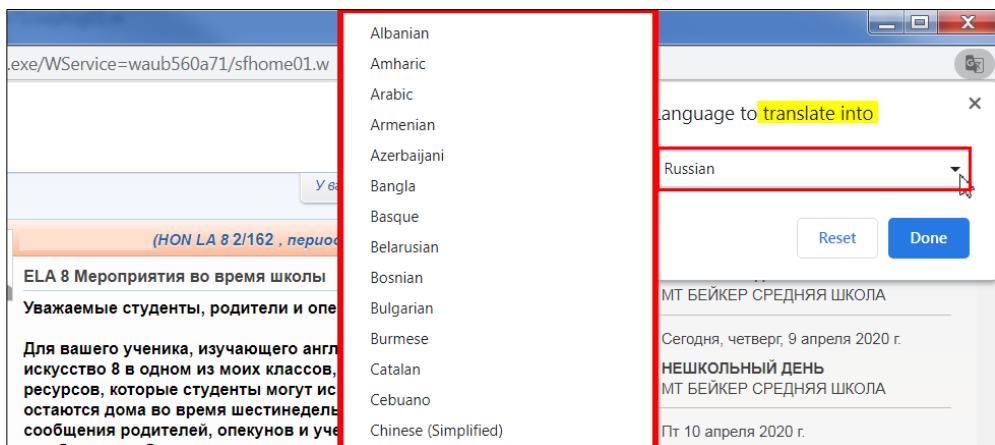 .exe/WService=waub560a71/sfhome01.w
У ва
(HON LA 8 2/162 , перио
ELA 8 Мероприятия во время школы
Уважаемые студенты, родители и опе
Для вашего ученика, изучающего англ
искусство 8 в одном из моих классов,
ресурсов, которые студенты могут ис
остаются дома во время шестинедель
сообщения родителей, опекунов и уче
Albanian
Amharic
Arabic
Armenian
Azerbaijani
Bangla
Basque
Belarusian
Bosnian
Bulgarian
Burmese
Catalan
Cebuano
Chinese (Simplified)
Language to translate into
Russian
Reset
Done
МТ БЕЙКЕР СРЕДНЯЯ ШКОЛА
Сегодня, четверг, 9 апреля 2020 г.
НЕШКОЛЬНЫЙ ДЕНЬ
МТ БЕЙКЕР СРЕДНЯЯ ШКОЛА
Пт 10 апреля 2020 г.